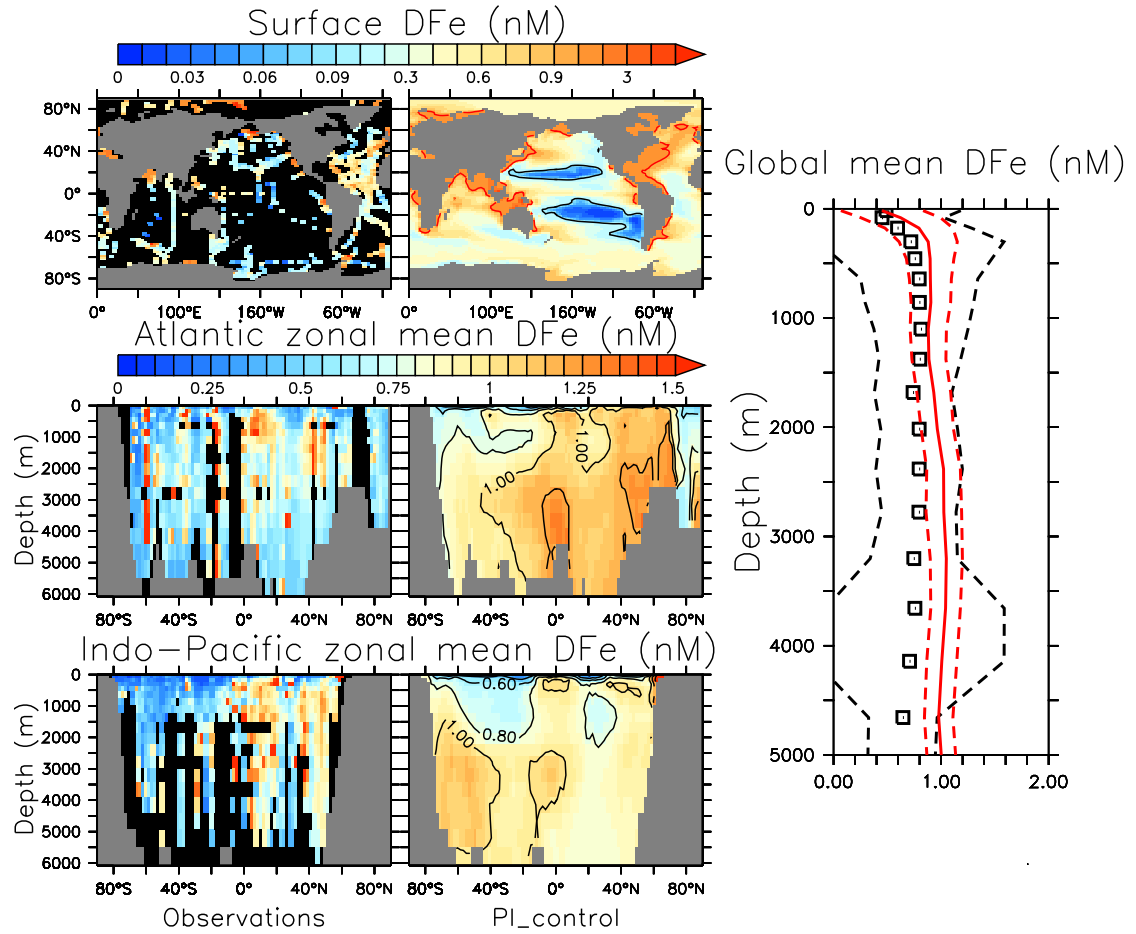 Surface DFe (nM)
0 0.03 0.06 0.09 0.3 0.6 0.9 3
80°N
40°N
0°
40°S
80°S
0° 100°E 160°W 60°W 0° 100°E 160°W 60°W
Atlantic zonal mean DFe (nM)
0 0.25 0.5 0.75 1 1.25 1.5
Depth (m)
0
1000
2000
3000
4000
5000
6000
1.00
1.00
80°S 40°S 0° 40°N 80°N 80°S 40°S 0° 40°N 80°N
Indo-Pacific zonal mean DFe (nM)
Depth (m)
0
1000
2000
3000
4000
5000
6000
0.60
0.80
1.00
80°S 40°S 0° 40°N 80°N 80°S 40°S 0° 40°N 80°N
Observations PI_control
Global mean DFe (nM)
Depth (m)
0
1000
2000
3000
4000
5000
0.00 1.00 2.00